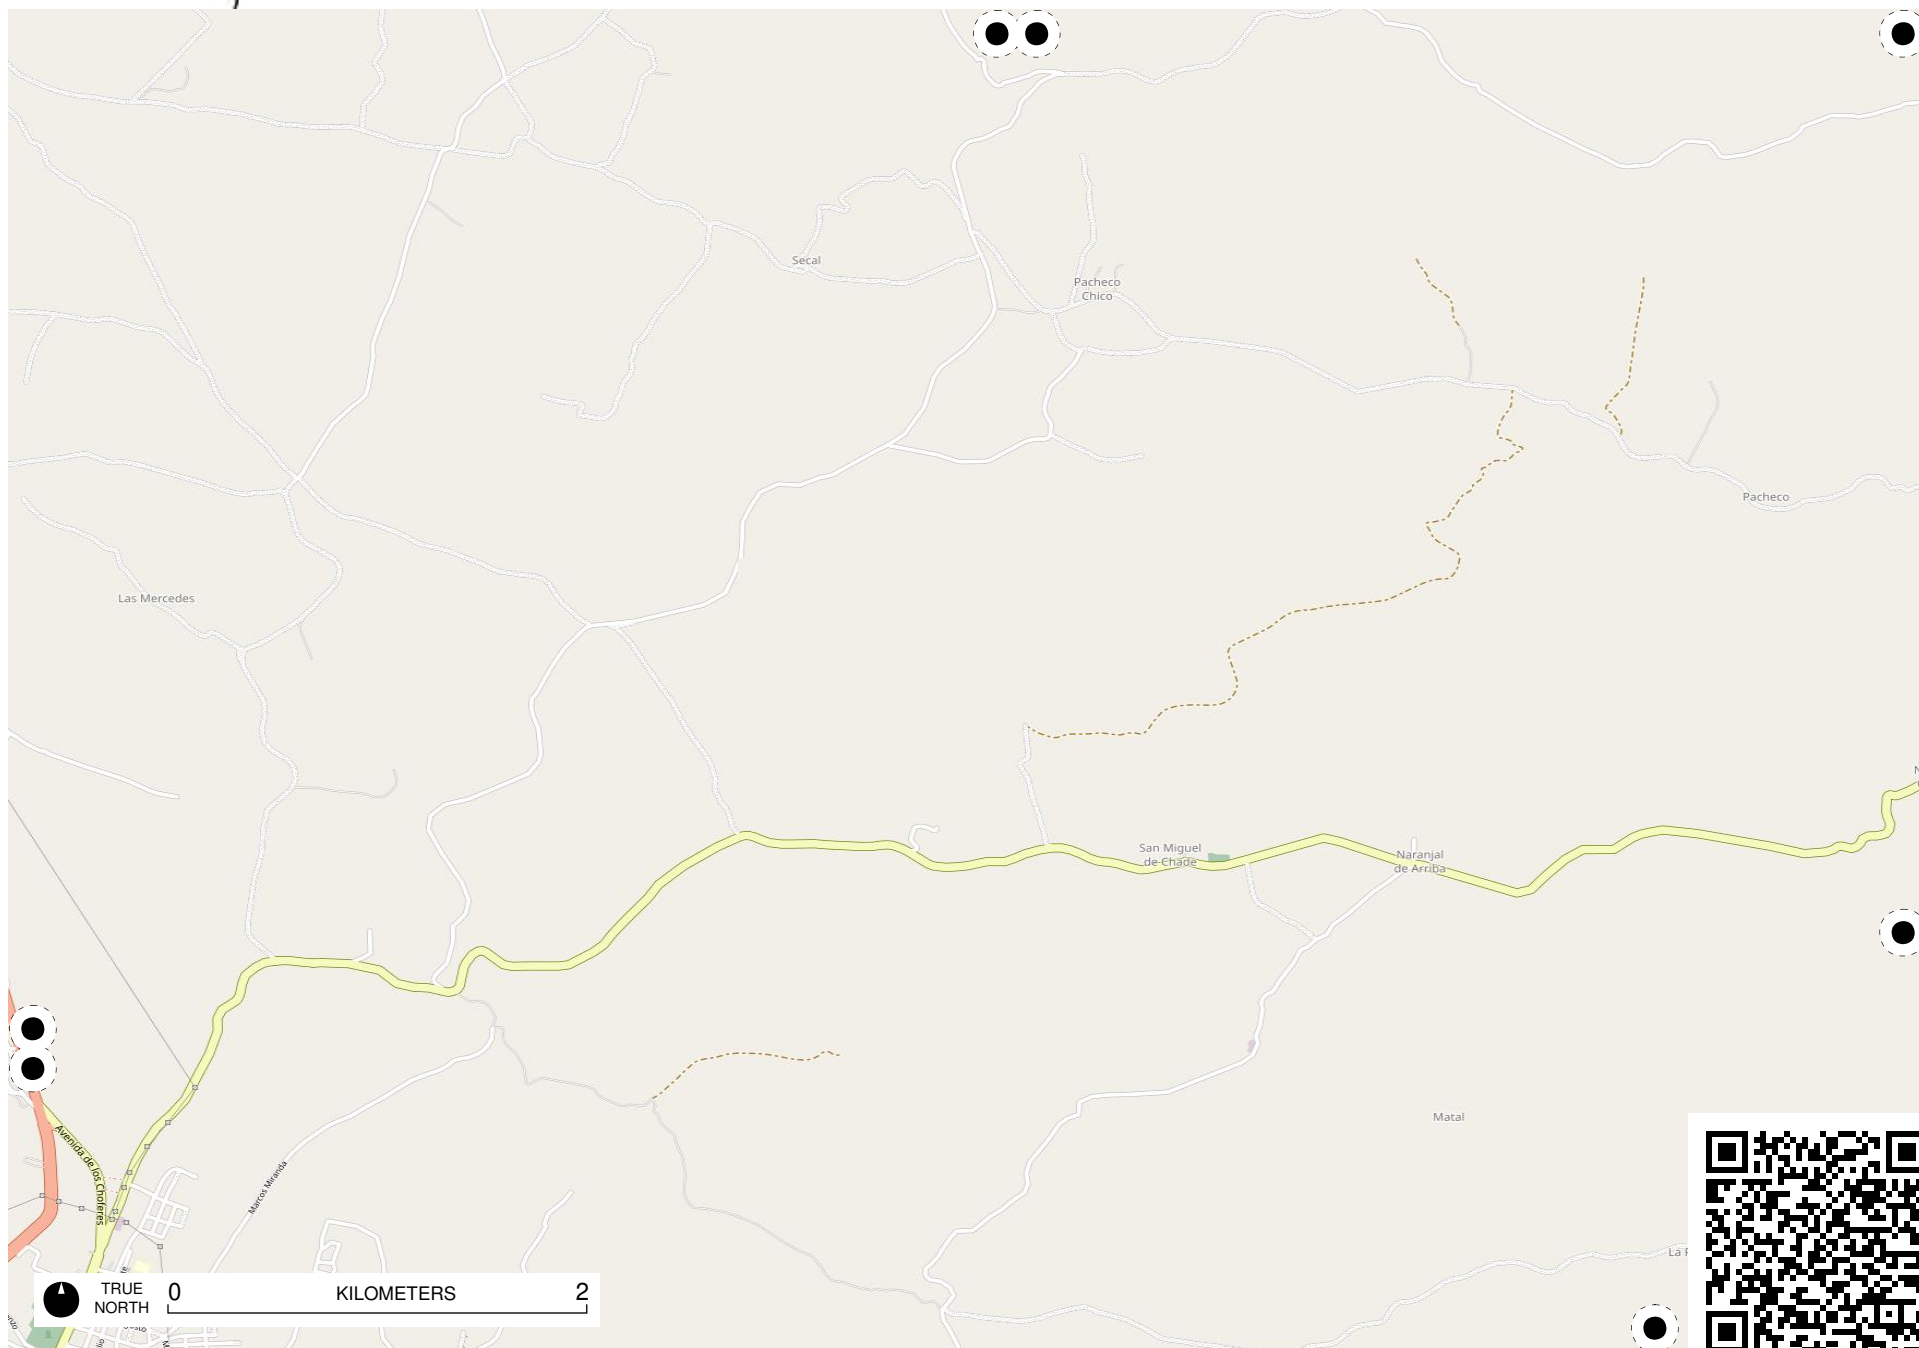 Secal
Pacheco
Chico
Pacheco
Las Mercedes
San Miguel
de Chade
Naranjal
de Arriba
Matal
Avenida de los Choferes
Marcos Miranda
TRUE
NORTH
0
KILOMETERS
2